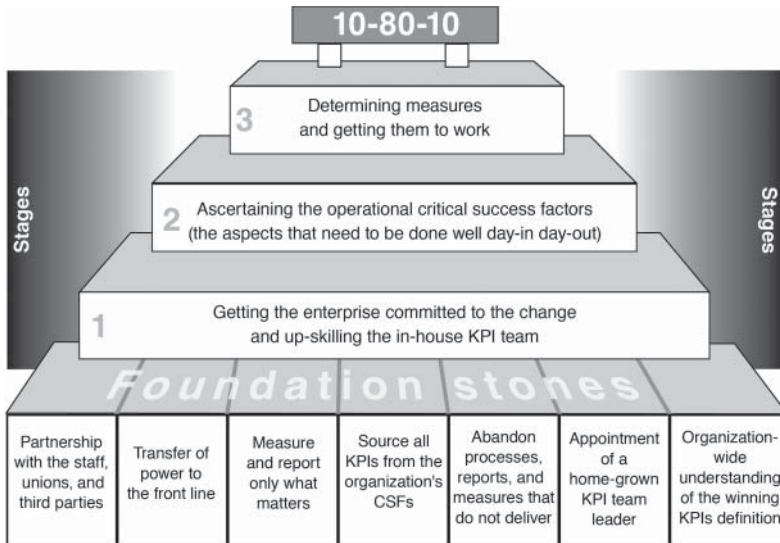 10-80-10
3
Determining measures
and getting them to work
2
Ascertaining the operational critical success factors
(the aspects that need to be done well day-in day-out)
1
Getting the enterprise committed to the change
and up-skilling the in-house KPI team
Stages
Stages
Foundation stones
Partnership
with the staff,
unions, and
third parties
Transfer of
power to
the front line
Measure
and report
only what
matters
Source all
KPIs from the
organization's
CSFs
Abandon
processes,
reports, and
measures that
do not deliver
Appointment
of a
home-grown
KPI team
leader
Organization-
wide
understanding
of the winning
KPIs definition